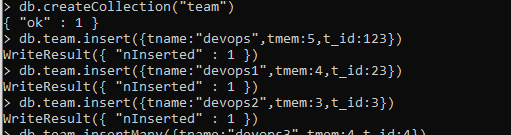 > db.createCollection("team")
{ "ok" : 1 }
> db.team.insert({tname:"devops",tmem:5,t_id:123})
WriteResult({ "nInserted" : 1 })
> db.team.insert({tname:"devops1",tmem:4,t_id:23})
WriteResult({ "nInserted" : 1 })
> db.team.insert({tname:"devops2",tmem:3,t_id:3})
WriteResult({ "nInserted" : 1 })
> db.team.insertMany({tname:"devops3",tmem:4,t_id:4})